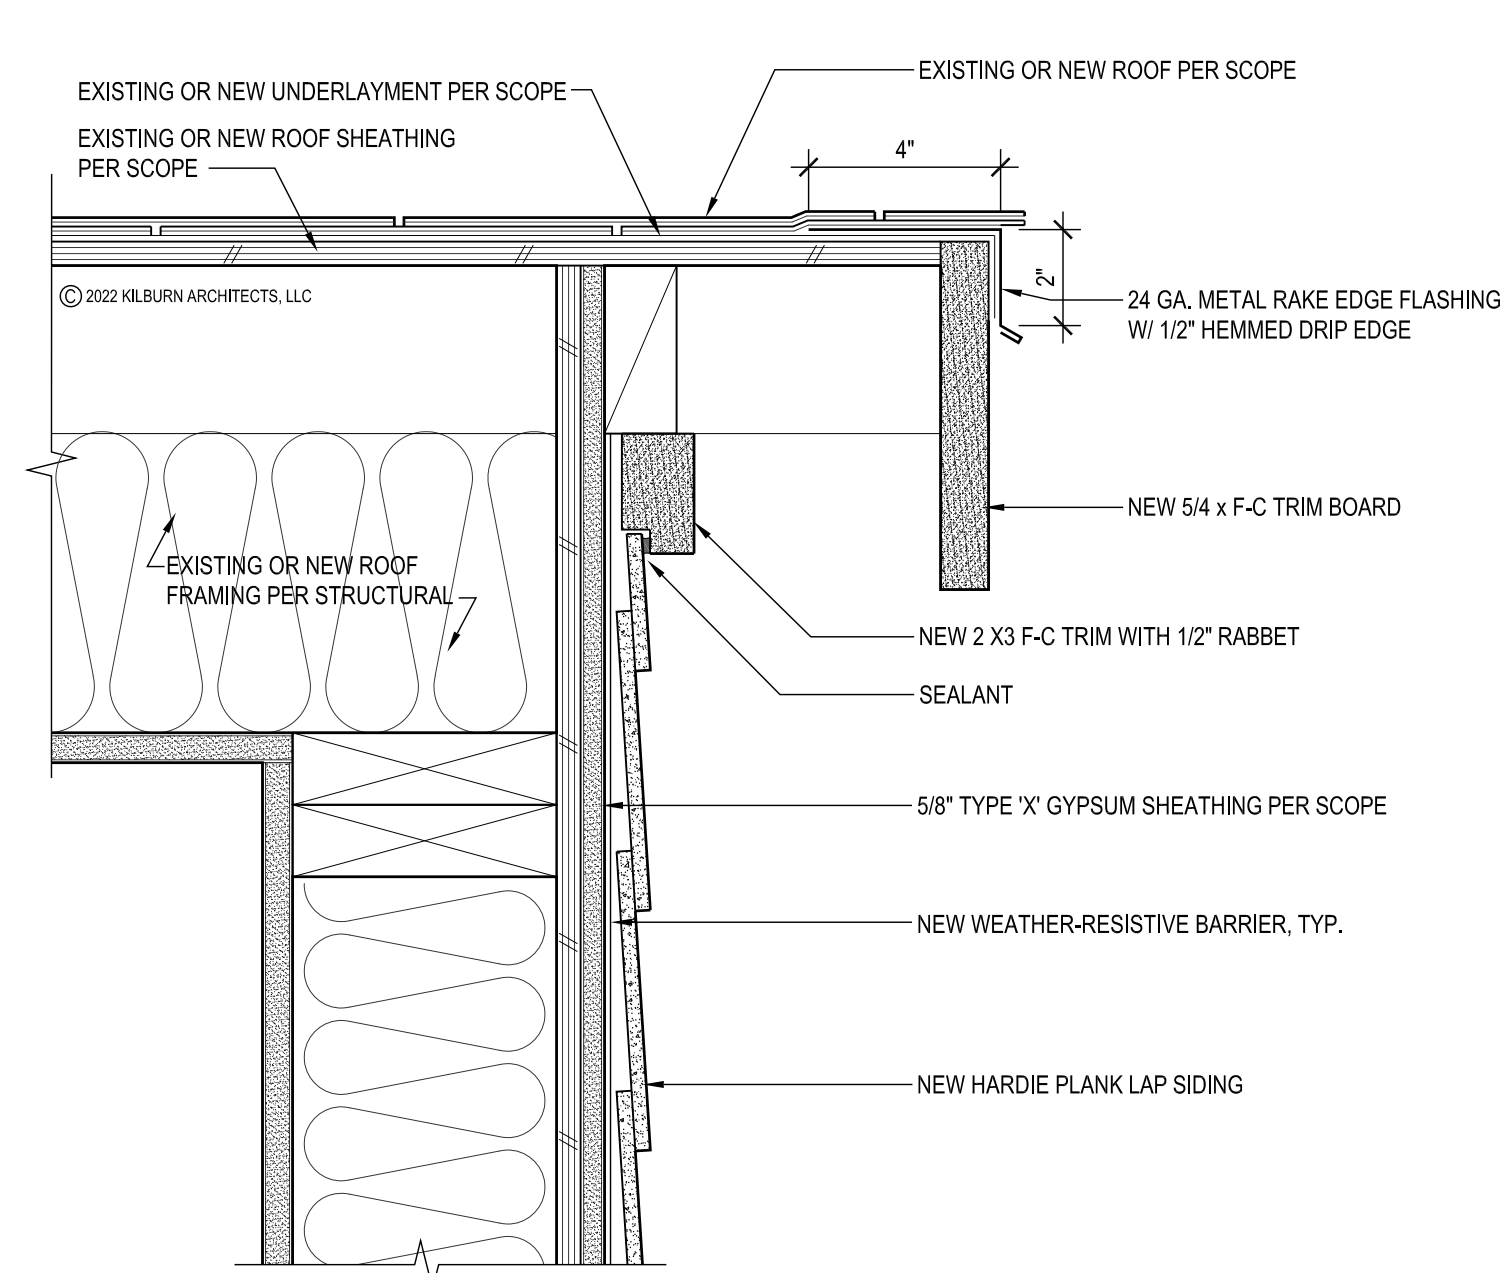 EXISTING OR NEW ROOF PER SCOPE
EXISTING OR NEW UNDERLAYMENT PER SCOPE
EXISTING OR NEW ROOF SHEATHING
PER SCOPE
4"
2"
© 2022 KILBURN ARCHITECTS, LLC
24 GA. METAL RAKE EDGE FLASHING
W/ 1/2" HEMMED DRIP EDGE
NEW 5/4 x F-C TRIM BOARD
EXISTING OR NEW ROOF
FRAMING PER STRUCTURAL
NEW 2 X3 F-C TRIM WITH 1/2" RABBET
SEALANT
5/8" TYPE 'X' GYPSUM SHEATHING PER SCOPE
NEW WEATHER-RESISTIVE BARRIER, TYP.
NEW HARDIE PLANK LAP SIDING